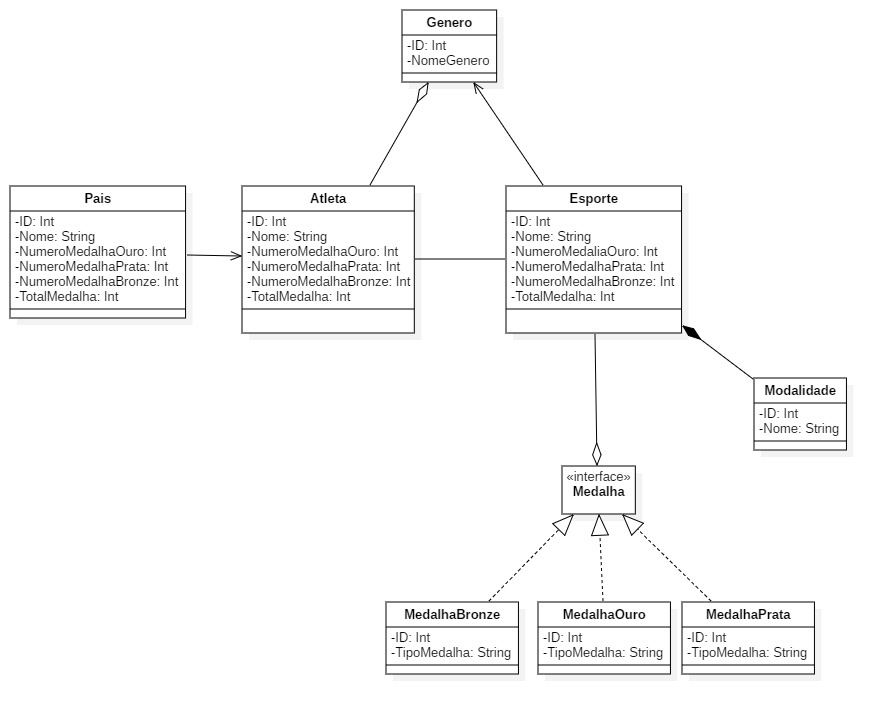 Genero
-ID: Int
-NomeGenero
Pais
-ID: Int
-Nome: String
-NumeroMedalhaOuro: Int
-NumeroMedalhaPrata: Int
-NumeroMedalhaBronze: Int
-TotalMedalha: Int
Atleta
-ID: Int
-Nome: String
-NumeroMedalhaOuro: Int
-NumeroMedalhaPrata: Int
-NumeroMedalhaBronze: Int
-TotalMedalha: Int
Esporte
-ID: Int
-Nome: String
-NumeroMedaliaOuro: Int
-NumeroMedalhaPrata: Int
-NumeroMedalhaBronze: Int
-TotalMedalha: Int
Modalidade
-ID: Int
-Nome: String
«interface»
Medalha
MedalhaBronze
-ID: Int
-TipoMedalha: String
MedalhaOuro
-ID: Int
-TipoMedalha: String
MedalhaPrata
-ID: Int
-TipoMedalha: String